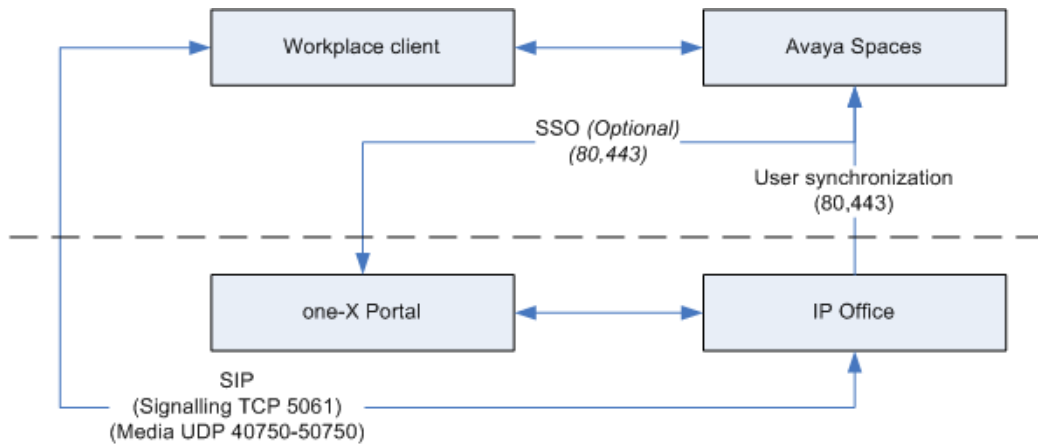 Workplace client
Avaya Spaces
SSO (Optional)
(80,443)
User synchronization
(80,443)
one-X Portal
IP Office
SIP
(Signalling TCP 5061)
(Media UDP 40750-50750)